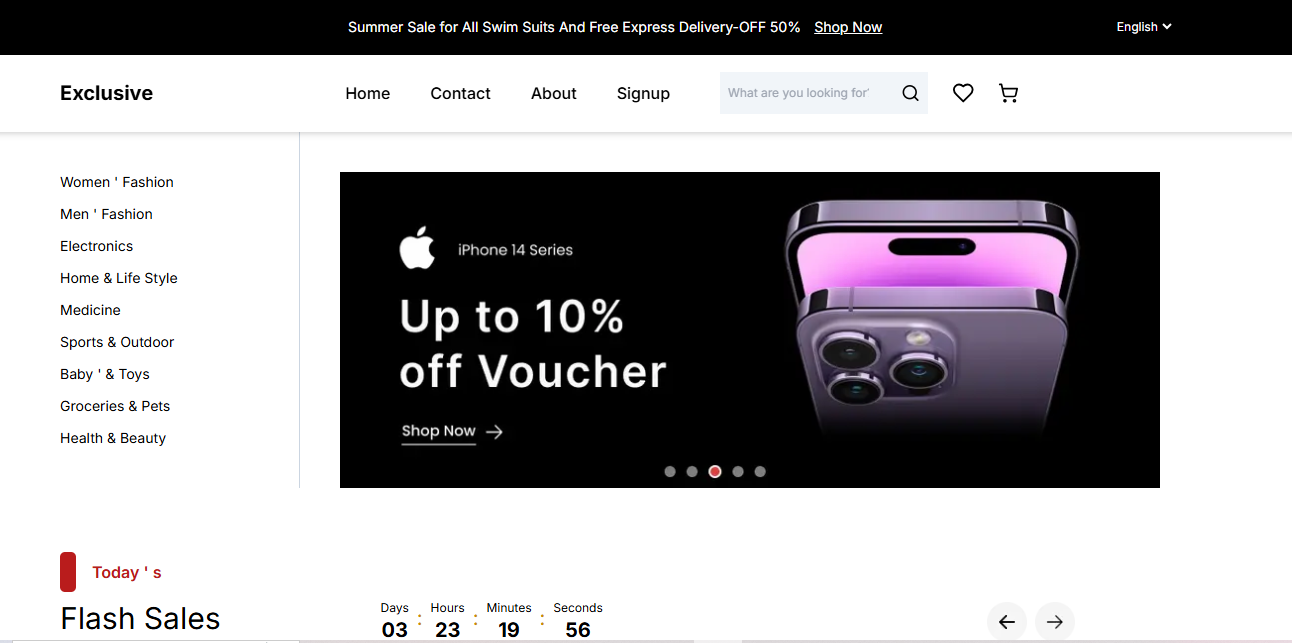 Summer Sale for All Swim Suits And Free Express Delivery-OFF 50% Shop Now
English
Exclusive
Home Contact About Signup
What are you looking for'
Women ' Fashion
Men ' Fashion
Electronics
Home & Life Style
Medicine
Sports & Outdoor
Baby ' & Toys
Groceries & Pets
Health & Beauty
iPhone 14 Series
Up to 10%
off Voucher
Shop Now
Today ' s
Flash Sales
Days Hours Minutes Seconds
03 : 23 : 19 : 56